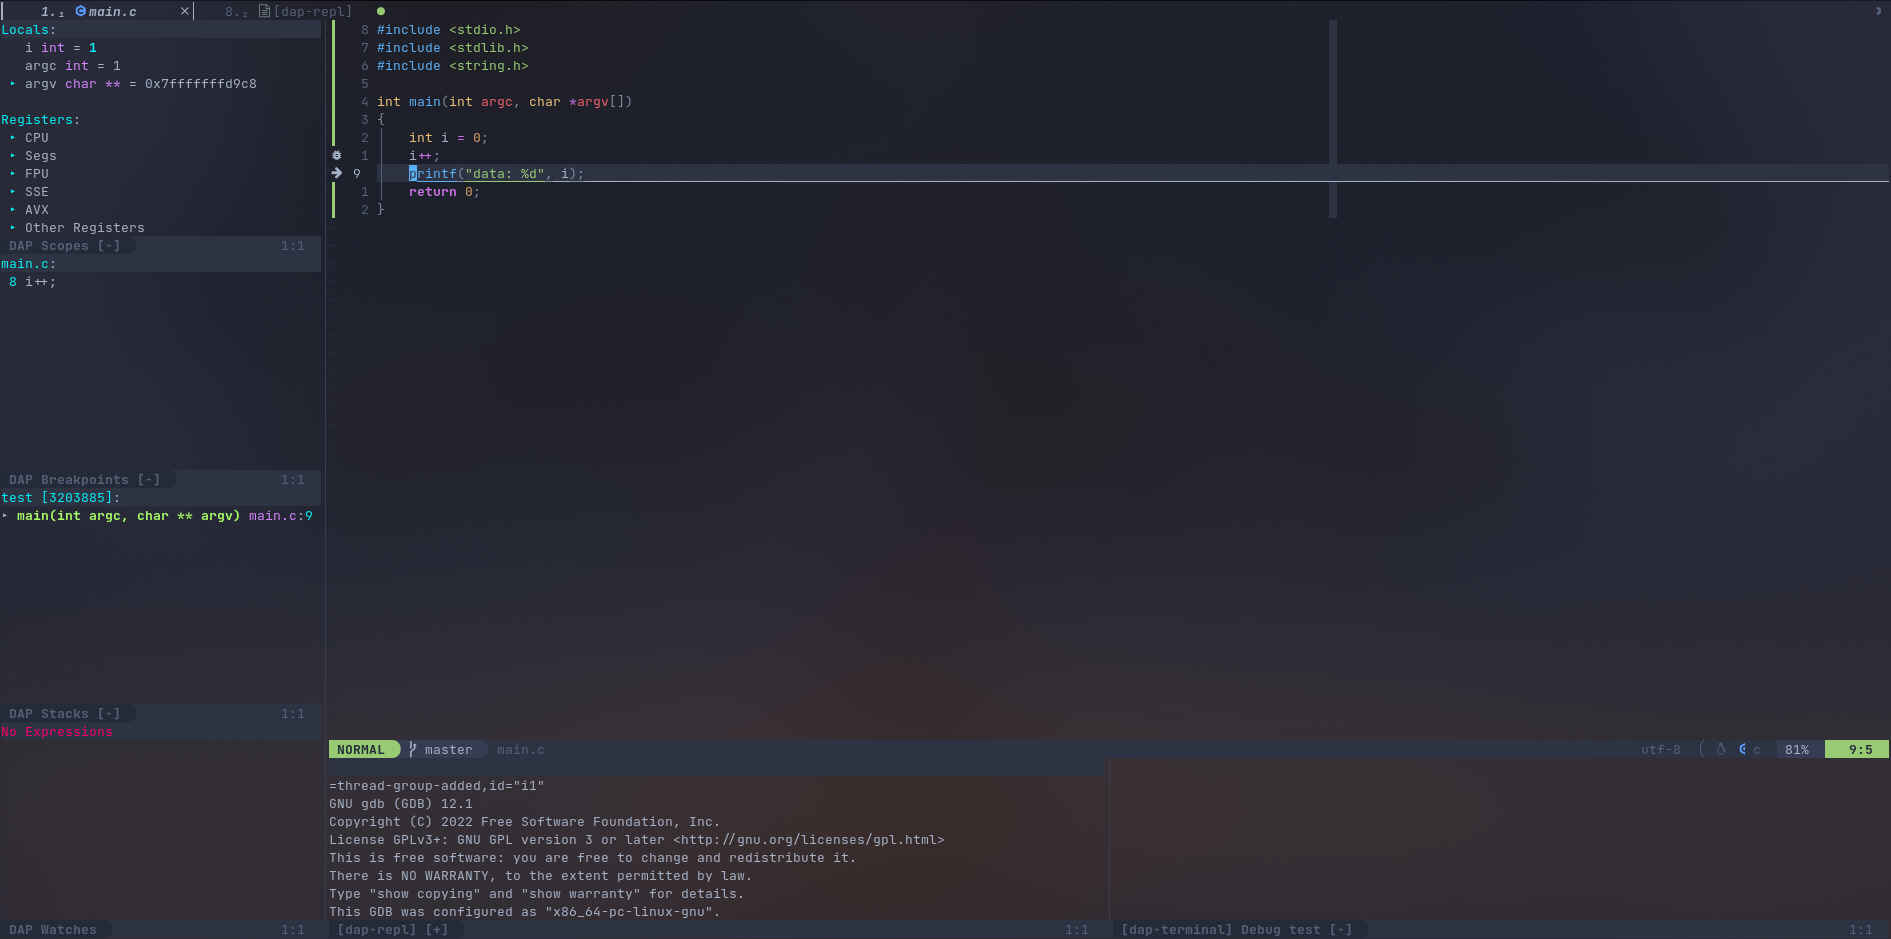 1.₁ main.c × 8.₂ [dap-repl]
Locals:
i int = 1
argc int = 1
▸ argv char ** = 0x7fffffffd9c8
Registers:
▸ CPU
▸ Segs
▸ FPU
▸ SSE
▸ AVX
▸ Other Registers
DAP Scopes [-] 1:1
main.c:
8 i++;
DAP Breakpoints [-] 1:1
test [3203885]:
▸ main(int argc, char ** argv) main.c:9
DAP Stacks [-] 1:1
No Expressions
DAP Watches 1:1
8 #include <stdio.h>
7 #include <stdlib.h>
6 #include <string.h>
5
4 int main(int argc, char *argv[])
3 {
2 int i = 0;
1 i++;
9 printf("data: %d", i);
1 return 0;
2 }
NORMAL master main.c utf-8 c 81% 9:5
=thread-group-added,id="i1"
GNU gdb (GDB) 12.1
Copyright (C) 2022 Free Software Foundation, Inc.
License GPLv3+: GNU GPL version 3 or later <http://gnu.org/licenses/gpl.html>
This is free software: you are free to change and redistribute it.
There is NO WARRANTY, to the extent permitted by law.
Type "show copying" and "show warranty" for details.
This GDB was configured as "x86_64-pc-linux-gnu".
[dap-repl] [+] 1:1
[dap-terminal] Debug test [-] 1:1